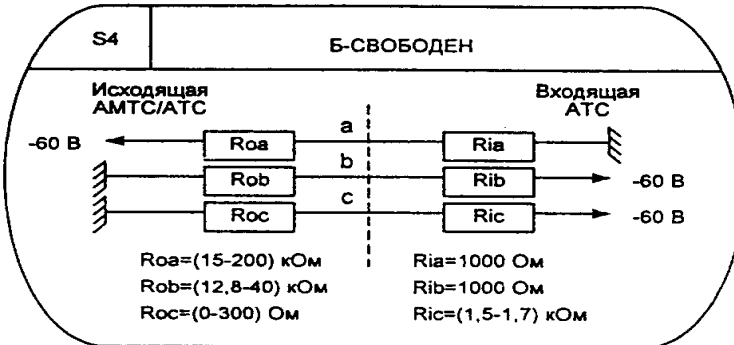 S4
Б-СВОБОДЕН
Исходящая
АМТС/АТС
Входящая
АТС
-60 В
Roa
a
Ria
Rob
b
Rib
-60 В
Roc
c
Ric
-60 В
Roa=(15-200) кОм
Ria=1000 Ом
Rob=(12,8-40) кОм
Rib=1000 Ом
Roc=(0-300) Ом
Ric=(1,5-1,7) кОм